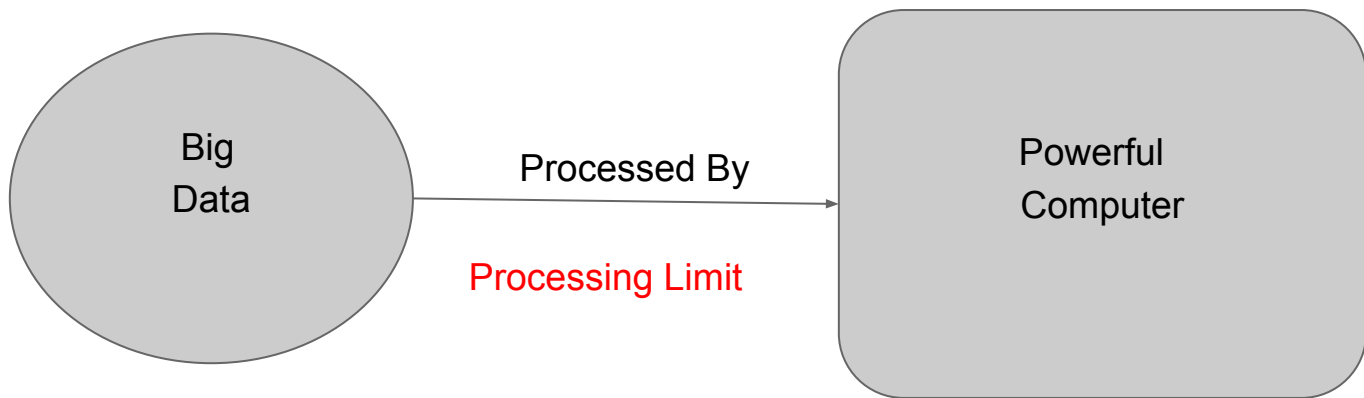 Big
Data
Processed By
Processing Limit
Powerful
Computer